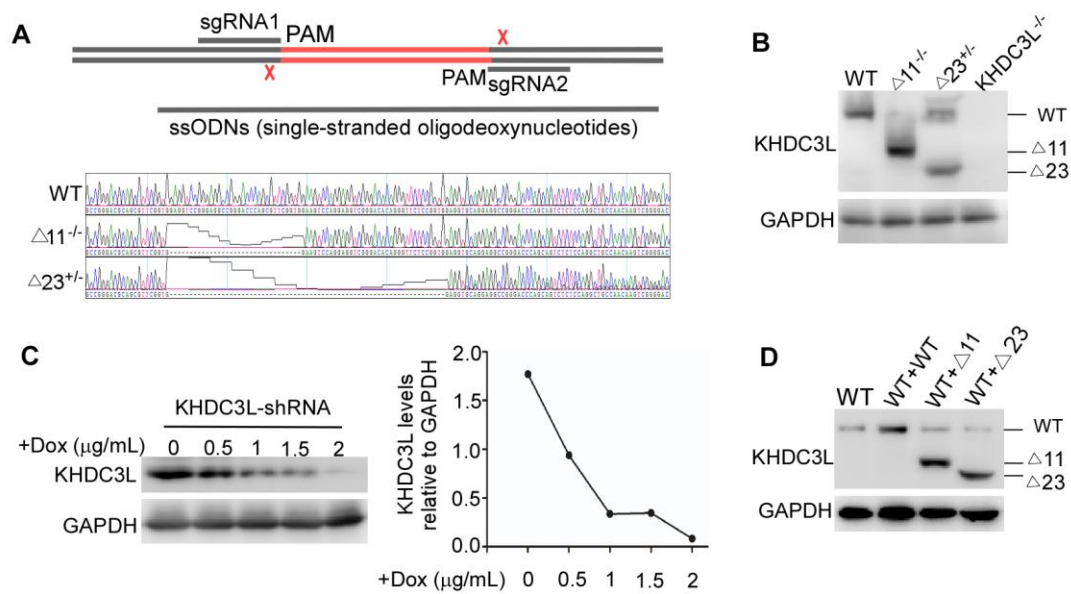 A
sgRNA1
PAM
X
X
PAM
sgRNA2
ssODNs (single-stranded oligodeoxynucleotides)
WT
△11-/-
△23+/-
B
WT
△11-/-
△23+/-
KHDC3L-/-
KHDC3L
WT
△11
△23
GAPDH
C
KHDC3L-shRNA
+Dox (μg/mL) 0 0.5 1 1.5 2
KHDC3L
GAPDH
KHDC3L levels
relative to GAPDH
2.0
1.5
1.0
0.5
0.0
+Dox (μg/mL) 0 0.5 1 1.5 2
D
WT
WT+WT
WT+△11
WT+△23
KHDC3L
WT
△11
△23
GAPDH